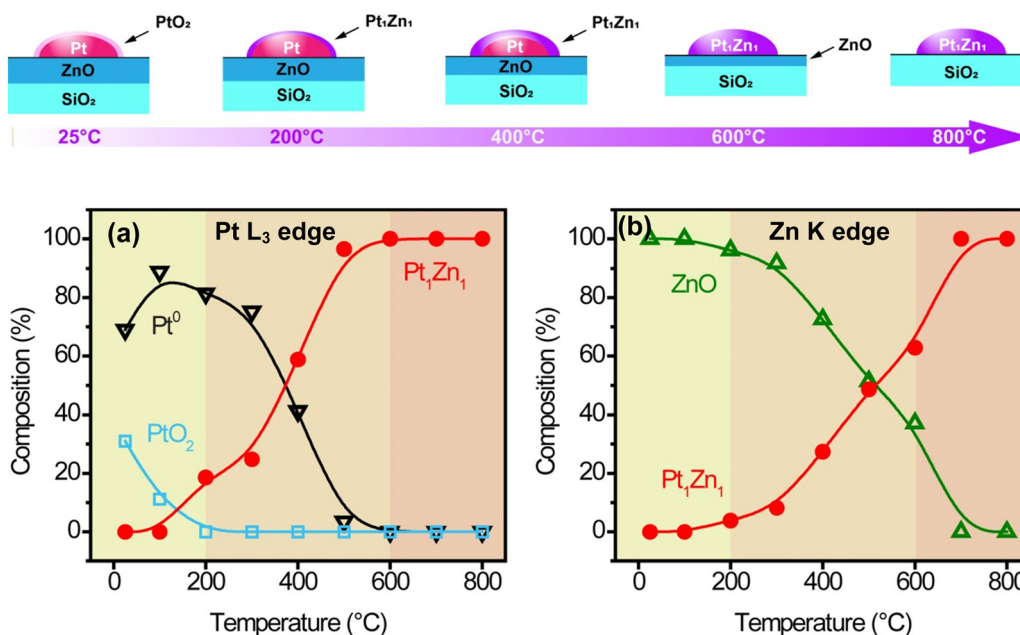 PtO₂ Pt₁Zn₁ Pt₁Zn₁
Pt Pt Pt Pt₁Zn₁ ZnO Pt₁Zn₁
ZnO ZnO ZnO
SiO₂ SiO₂ SiO₂ SiO₂ SiO₂
25°C 200°C 400°C 600°C 800°C
(a) Pt L₃ edge
100
80
60
40
20
0
Composition (%)
Pt₁Zn₁
Pt⁰
PtO₂
0 200 400 600 800
Temperature (°C)
(b) Zn K edge
100
80
60
40
20
0
Composition (%)
ZnO
Pt₁Zn₁
0 200 400 600 800
Temperature (°C)